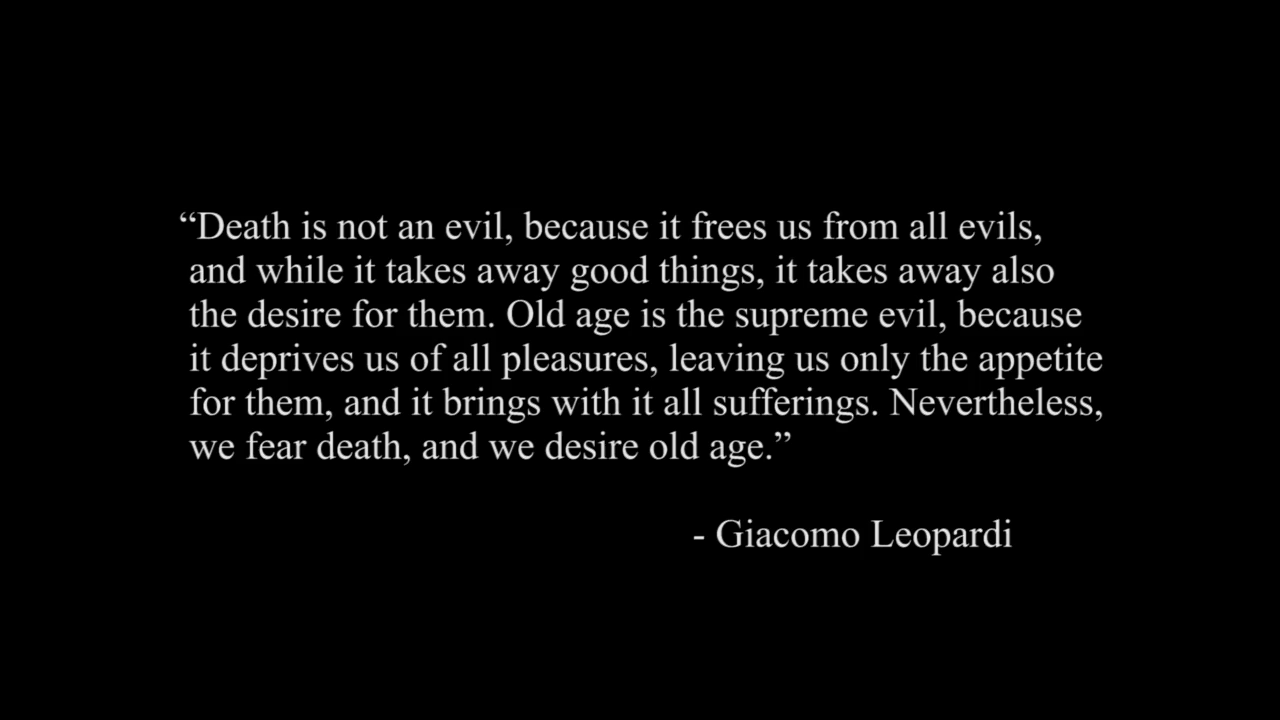 “Death is not an evil, because it frees us from all evils,
and while it takes away good things, it takes away also
the desire for them. Old age is the supreme evil, because
it deprives us of all pleasures, leaving us only the appetite
for them, and it brings with it all sufferings. Nevertheless,
we fear death, and we desire old age.”
- Giacomo Leopardi